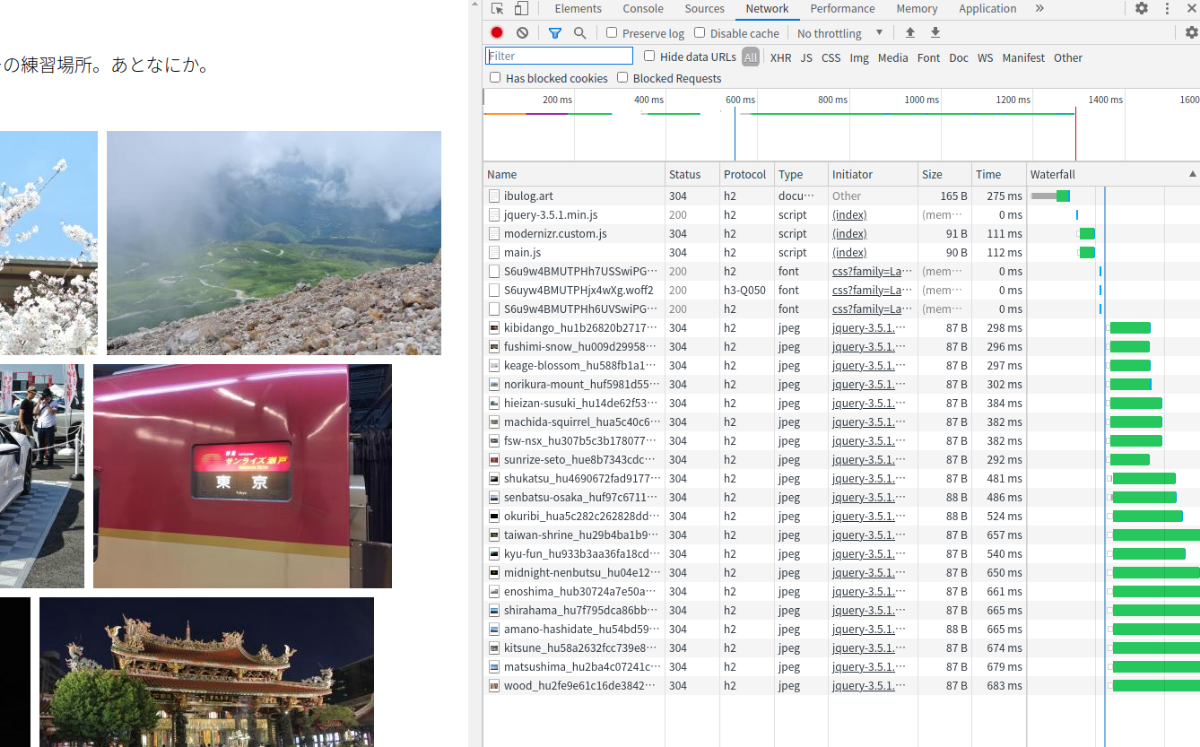 の練習場所。あとなにか。
サンライズ瀬戸
東京
Tokyo
Elements Console Sources Network Performance Memory Application »
Preserve log Disable cache No throttling ▼
Filter Hide data URLs All XHR JS CSS Img Media Font Doc WS Manifest Other
Has blocked cookies Blocked Requests
200 ms 400 ms 600 ms 800 ms 1000 ms 1200 ms 1400 ms 1600
Name Status Protocol Type Initiator Size Time Waterfall ▲
ibulog.art 304 h2 docu… Other 165 B 275 ms
jquery-3.5.1.min.js 200 h2 script (index) (mem… 0 ms
modernizr.custom.js 304 h2 script (index) 91 B 111 ms
main.js 304 h2 script (index) 90 B 112 ms
S6u9w4BMUTPHh7USSwiPG… 200 h2 font css?family=La… (mem… 0 ms
S6uyw4BMUTPHjx4wXg.woff2 200 h3-Q050 font css?family=La… (mem… 0 ms
S6u9w4BMUTPHh6UVSwiPG… 200 h2 font css?family=La… (mem… 0 ms
kibidango_hu1b26820b2717… 304 h2 jpeg jquery-3.5.1.… 87 B 298 ms
fushimi-snow_hu009d29958… 304 h2 jpeg jquery-3.5.1.… 87 B 296 ms
keage-blossom_hu588fb1a1… 304 h2 jpeg jquery-3.5.1.… 87 B 297 ms
norikura-mount_huf5981d55… 304 h2 jpeg jquery-3.5.1.… 87 B 302 ms
hieizan-susuki_hu14de62f53… 304 h2 jpeg jquery-3.5.1.… 87 B 384 ms
machida-squirrel_hua5c40c6… 304 h2 jpeg jquery-3.5.1.… 87 B 382 ms
fsw-nsx_hu307b5c3b178077… 304 h2 jpeg jquery-3.5.1.… 87 B 382 ms
sunrize-seto_hue8b7343cdc… 304 h2 jpeg jquery-3.5.1.… 87 B 292 ms
shukatsu_hu4690672fad9177… 304 h2 jpeg jquery-3.5.1.… 87 B 481 ms
senbatsu-osaka_huf97c6711… 304 h2 jpeg jquery-3.5.1.… 88 B 486 ms
okuribi_hua5c282c262828dd… 304 h2 jpeg jquery-3.5.1.… 88 B 524 ms
taiwan-shrine_hu29b4ba1b9… 304 h2 jpeg jquery-3.5.1.… 87 B 657 ms
kyu-fun_hu933b3aa36fa18cd… 304 h2 jpeg jquery-3.5.1.… 87 B 540 ms
midnight-nenbutsu_hu04e12… 304 h2 jpeg jquery-3.5.1.… 87 B 650 ms
enoshima_hub30724a7e50a… 304 h2 jpeg jquery-3.5.1.… 87 B 661 ms
shirahama_hu7f795dca86bb… 304 h2 jpeg jquery-3.5.1.… 87 B 665 ms
amano-hashidate_hu54bd59… 304 h2 jpeg jquery-3.5.1.… 88 B 665 ms
kitsune_hu58a2632fcc739e8… 304 h2 jpeg jquery-3.5.1.… 87 B 674 ms
matsushima_hu2ba4c07241c… 304 h2 jpeg jquery-3.5.1.… 87 B 679 ms
wood_hu2fe9e61c16de3842… 304 h2 jpeg jquery-3.5.1.… 87 B 683 ms